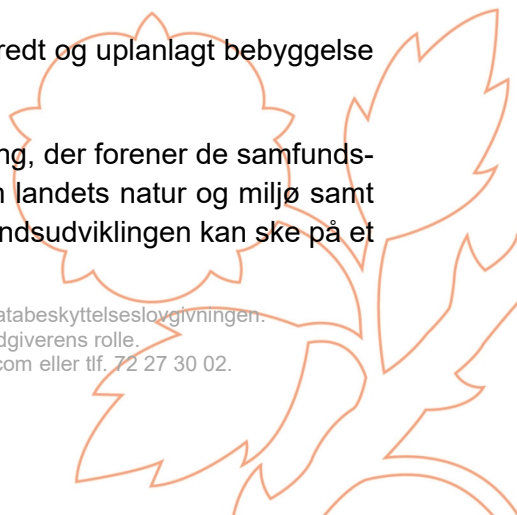 redt og uplanlagt bebyggelse
ng, der forener de samfunds-
landets natur og miljø samt
ndsudviklingen kan ske på et
atabeskyttelseslovgivningen.
dgiverens rolle.
com eller tlf. 72 27 30 02.